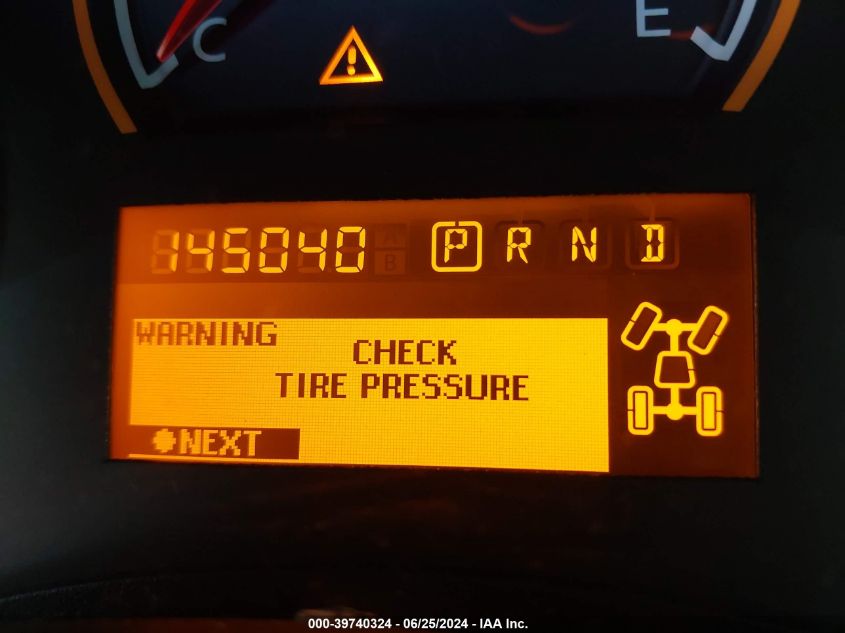 C E
145040 P R N D
A
B
WARNING
CHECK
TIRE PRESSURE
NEXT
000-39740324 - 06/25/2024 - IAA Inc.